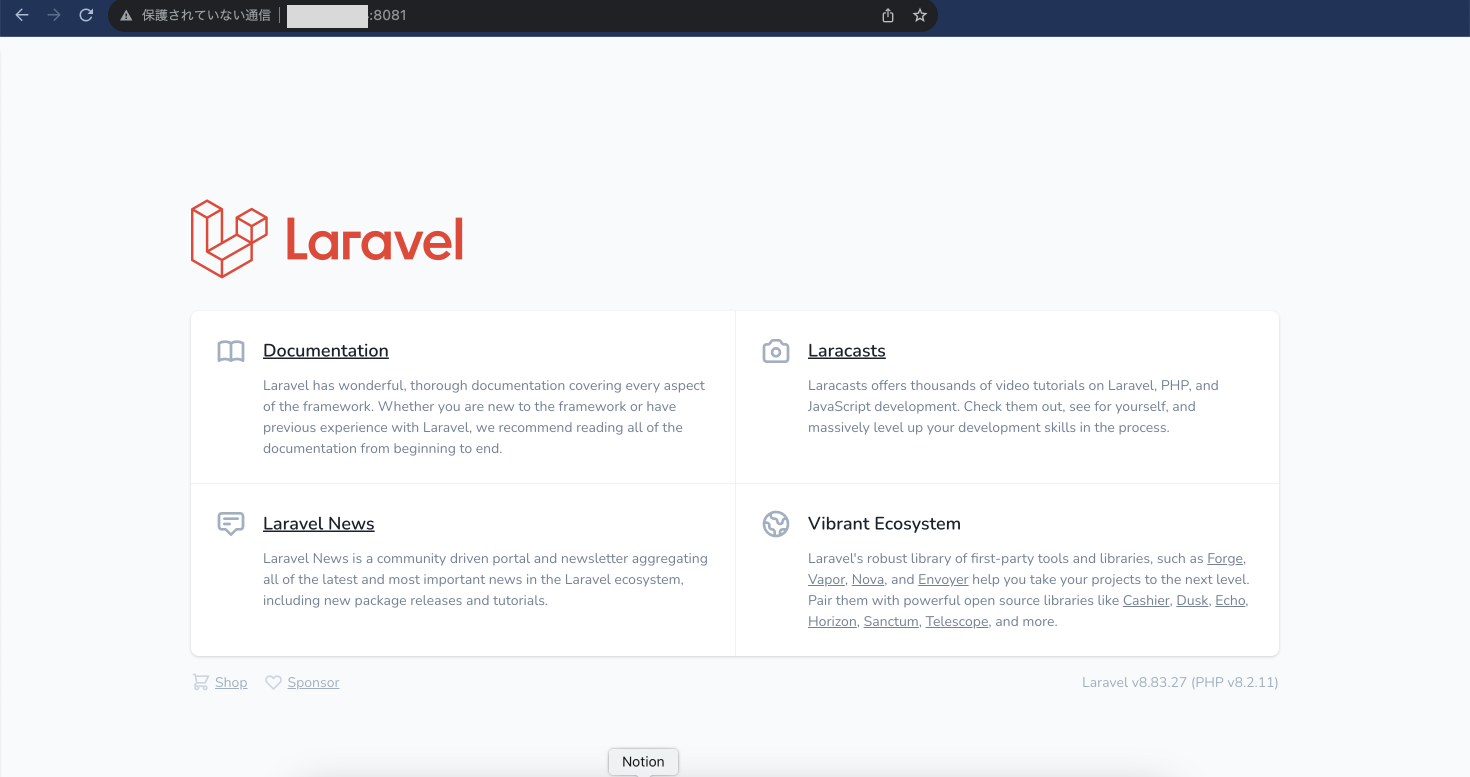 保護されていない通信 :8081
Laravel
Documentation
Laravel has wonderful, thorough documentation covering every aspect
of the framework. Whether you are new to the framework or have
previous experience with Laravel, we recommend reading all of the
documentation from beginning to end.
Laracasts
Laracasts offers thousands of video tutorials on Laravel, PHP, and
JavaScript development. Check them out, see for yourself, and
massively level up your development skills in the process.
Laravel News
Laravel News is a community driven portal and newsletter aggregating
all of the latest and most important news in the Laravel ecosystem,
including new package releases and tutorials.
Vibrant Ecosystem
Laravel's robust library of first-party tools and libraries, such as Forge,
Vapor, Nova, and Envoyer help you take your projects to the next level.
Pair them with powerful open source libraries like Cashier, Dusk, Echo,
Horizon, Sanctum, Telescope, and more.
Shop Sponsor
Laravel v8.83.27 (PHP v8.2.11)
Notion